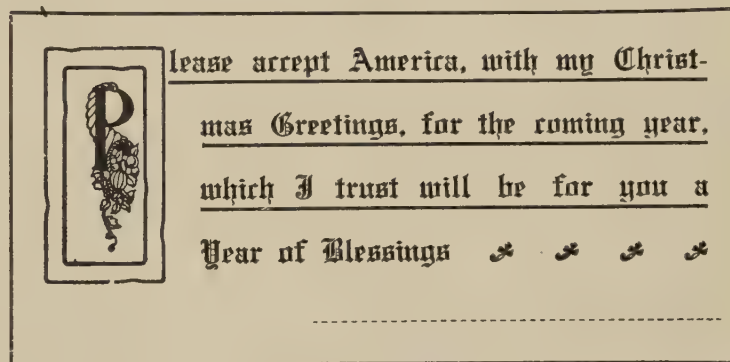 Please accept America, with my Christ-
mas Greetings, for the coming year,
which I trust will be for you a
Year of Blessings